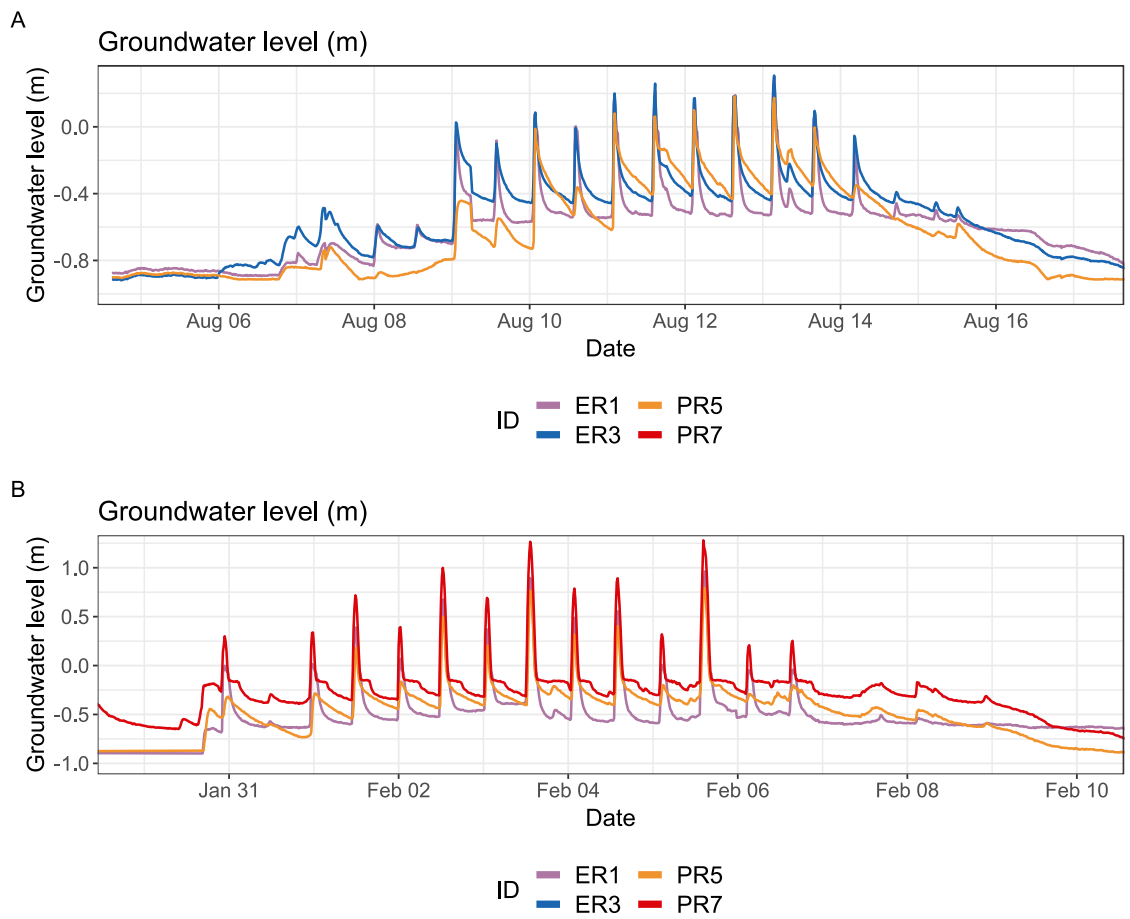 A
Groundwater level (m)
Groundwater level (m)
0.0
-0.4
-0.8
Aug 06 Aug 08 Aug 10 Aug 12 Aug 14 Aug 16
Date
ID
ER1 PR5
ER3 PR7
B
Groundwater level (m)
Groundwater level (m)
1.0
0.5
0.0
-0.5
-1.0
Jan 31 Feb 02 Feb 04 Feb 06 Feb 08 Feb 10
Date
ID
ER1 PR5
ER3 PR7